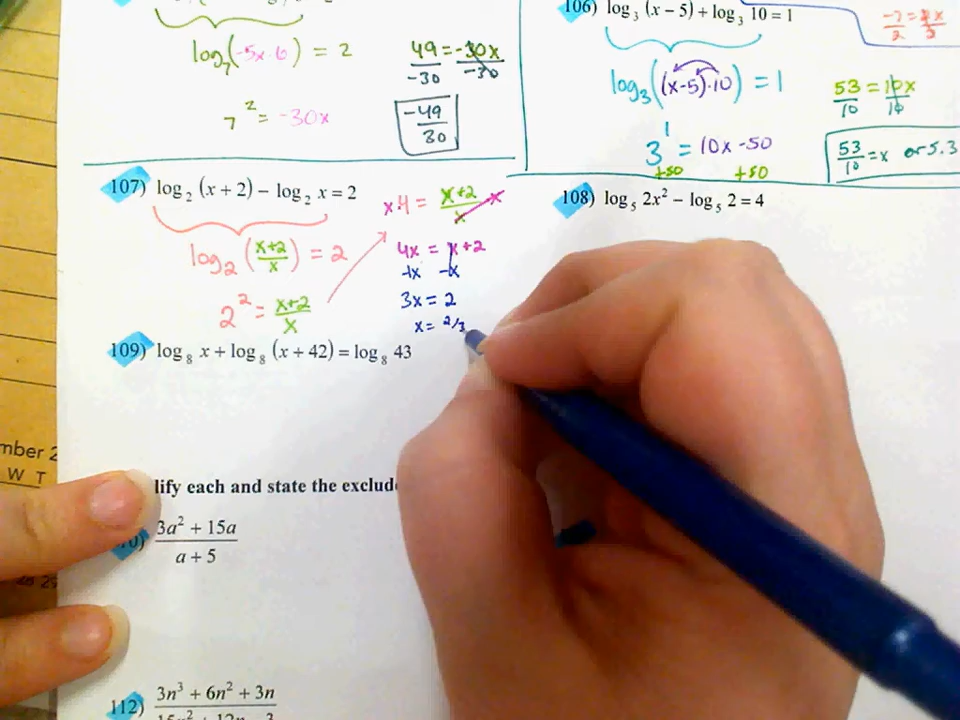 log₇(-5x·6) = 2
7² = -30x
49 = -30x
-30 -30
-49
30
106) log₃ (x − 5) + log₃ 10 = 1
log₃((x-5)·10) = 1
3¹ = 10x -50
+50 +50
53 = 10x
10 10
53/10 = x or 5.3
107) log₂ (x + 2) − log₂ x = 2
log₂ (x+2/x) = 2
2² = x+2/x
x·4 = x+2/x · x
4x = x+2
-1x -x
3x = 2
x = 2/3
108) log₅ 2x² − log₅ 2 = 4
109) log₈ x + log₈ (x + 42) = log₈ 43
lify each and state the exclud
3a² + 15a
a + 5
112) 3n³ + 6n² + 3n
mber 2
W T